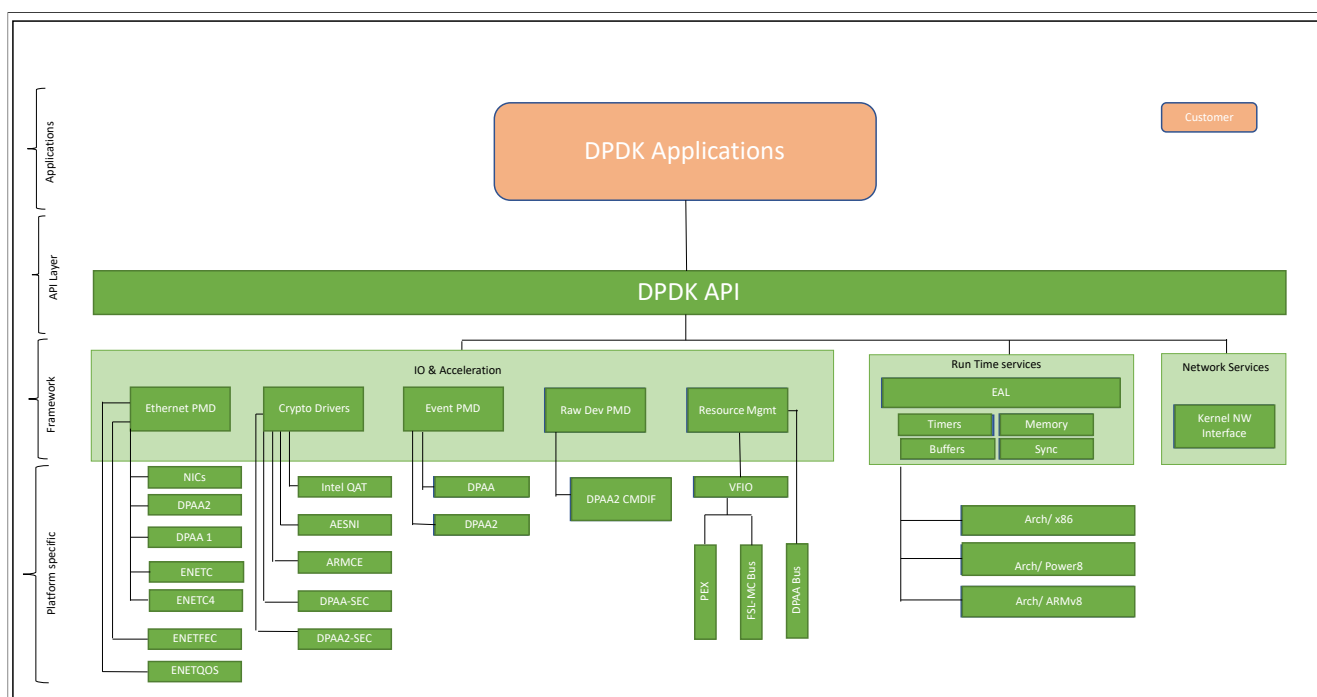 Applications
DPDK Applications
Customer
API Layer
DPDK API
Framework
IO & Acceleration
Ethernet PMD
Crypto Drivers
Event PMD
Raw Dev PMD
Resource Mgmt
Run Time services
EAL
Timers
Memory
Buffers
Sync
Network Services
Kernel NW
Interface
Platform specific
NICs
DPAA2
DPAA 1
ENETC
ENETC4
ENETFEC
ENETQOS
Intel QAT
AESNI
ARMCE
DPAA-SEC
DPAA2-SEC
DPAA
DPAA2
DPAA2 CMDIF
VFIO
PEX
FSL-MC Bus
DPAA Bus
Arch/ x86
Arch/ Power8
Arch/ ARMv8